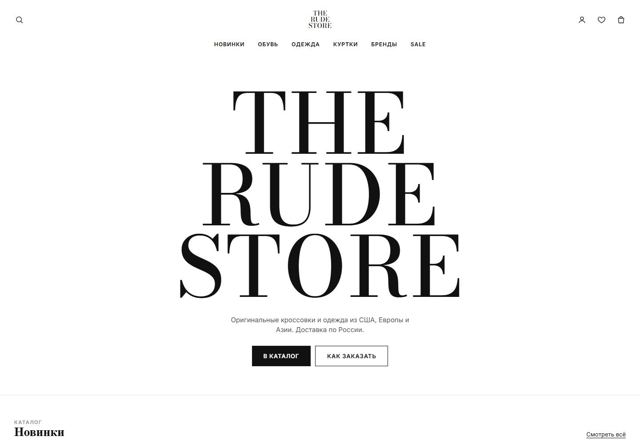 THE
RUDE
STORE
НОВИНКИ ОБУВЬ ОДЕЖДА КУРТКИ БРЕНДЫ SALE
THE
RUDE
STORE
Оригинальные кроссовки и одежда из США, Европы и
Азии. Доставка по России.
В КАТАЛОГ КАК ЗАКАЗАТЬ
КАТАЛОГ
Новинки
Смотреть всё